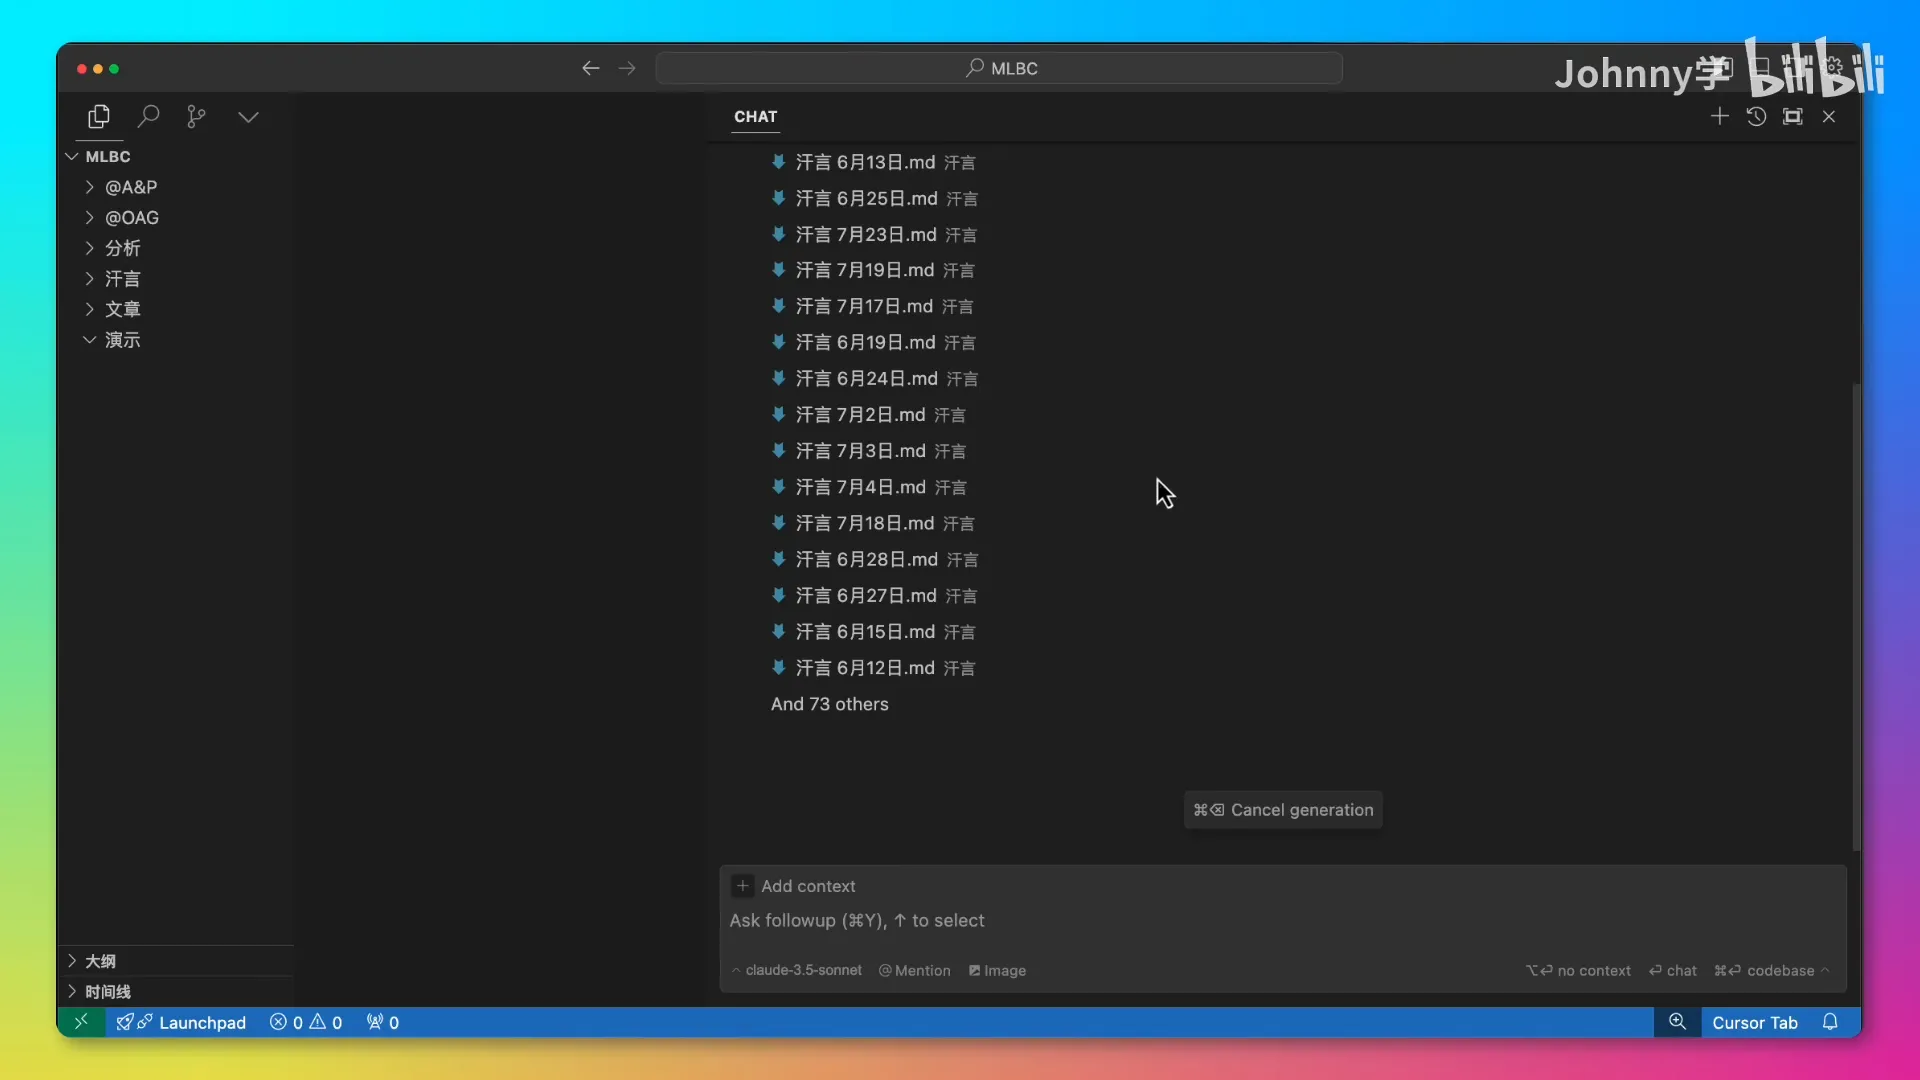 MLBC
Johnny学 bilibili
CHAT
MLBC
@A&P
@OAG
分析
汗言
文章
演示
汗言 6月13日.md 汗言
汗言 6月25日.md 汗言
汗言 7月23日.md 汗言
汗言 7月19日.md 汗言
汗言 7月17日.md 汗言
汗言 6月19日.md 汗言
汗言 6月24日.md 汗言
汗言 7月2日.md 汗言
汗言 7月3日.md 汗言
汗言 7月4日.md 汗言
汗言 7月18日.md 汗言
汗言 6月28日.md 汗言
汗言 6月27日.md 汗言
汗言 6月15日.md 汗言
汗言 6月12日.md 汗言
And 73 others
⌘⌫ Cancel generation
+ Add context
Ask followup (⌘Y), ↑ to select
claude-3.5-sonnet @ Mention Image
⌥⏎ no context ⏎ chat ⌘⏎ codebase
大纲
时间线
Launchpad 0 0 0
Cursor Tab